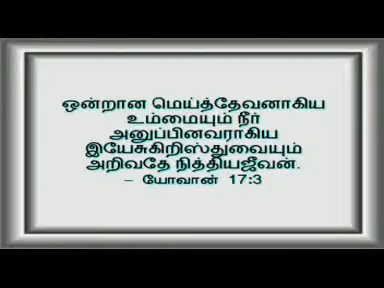 ஒன்றான மெய்த்தேவனாகிய
உம்மையும் நீர்
அனுப்பினவராகிய
இயேசுகிறிஸ்துவையும்
அறிவதே நித்தியஜீவன்.
– யோவான் 17:3